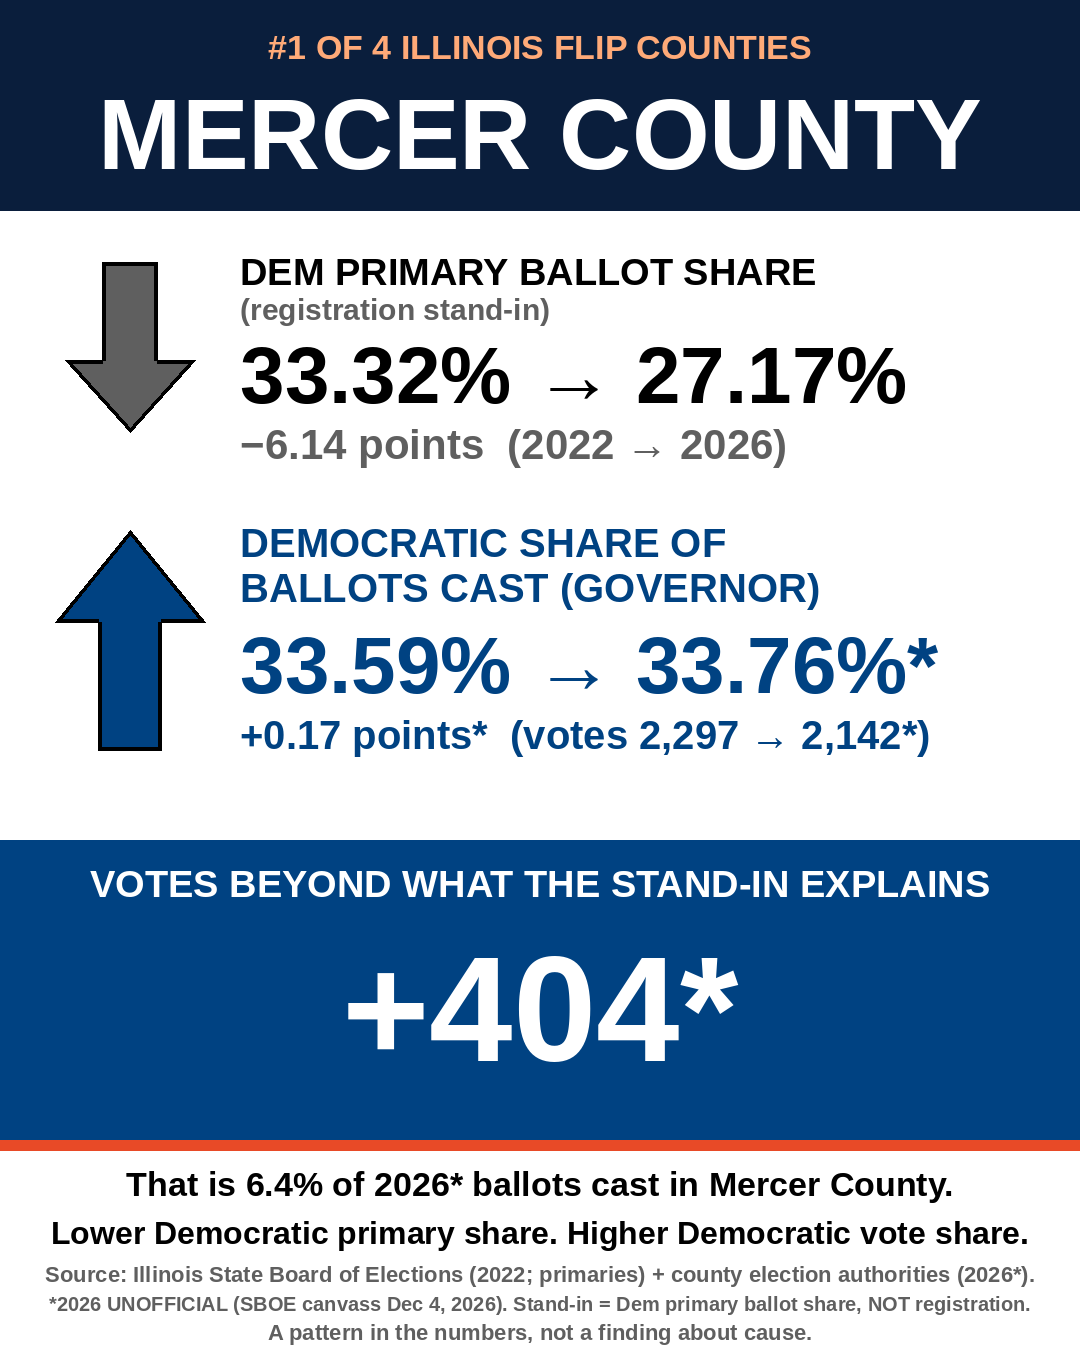 #1 OF 4 ILLINOIS FLIP COUNTIES
MERCER COUNTY
DEM PRIMARY BALLOT SHARE
(registration stand-in)
33.32% → 27.17%
−6.14 points (2022 → 2026)
DEMOCRATIC SHARE OF
BALLOTS CAST (GOVERNOR)
33.59% → 33.76%*
+0.17 points* (votes 2,297 → 2,142*)
VOTES BEYOND WHAT THE STAND-IN EXPLAINS
+404*
That is 6.4% of 2026* ballots cast in Mercer County.
Lower Democratic primary share. Higher Democratic vote share.
Source: Illinois State Board of Elections (2022; primaries) + county election authorities (2026*).
*2026 UNOFFICIAL (SBOE canvass Dec 4, 2026). Stand-in = Dem primary ballot share, NOT registration.
A pattern in the numbers, not a finding about cause.